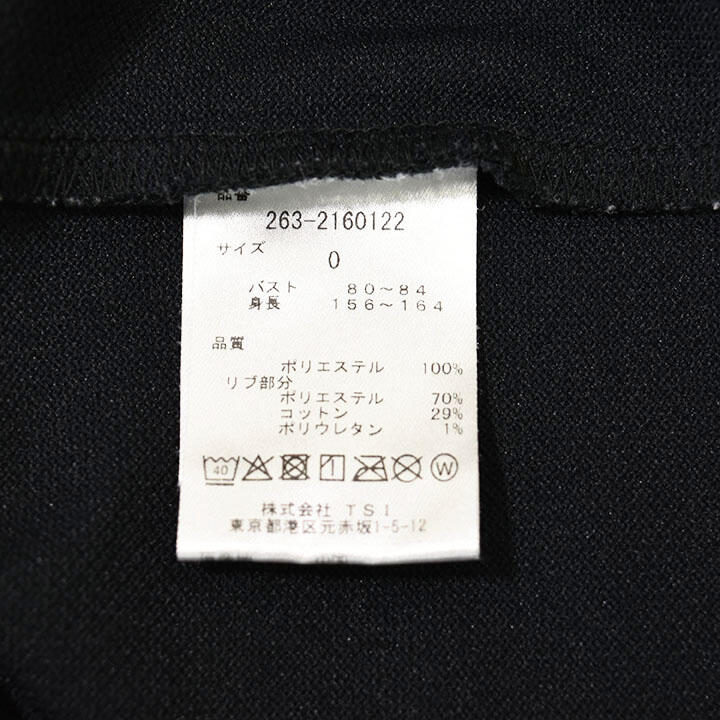 品番
263-2160122
サイズ
0
バスト 80～84
身長 156～164
品質
ポリエステル 100%
リブ部分
ポリエステル 70%
コットン 29%
ポリウレタン 1%
40 W
株式会社 TSI
東京都港区元赤坂1-5-12